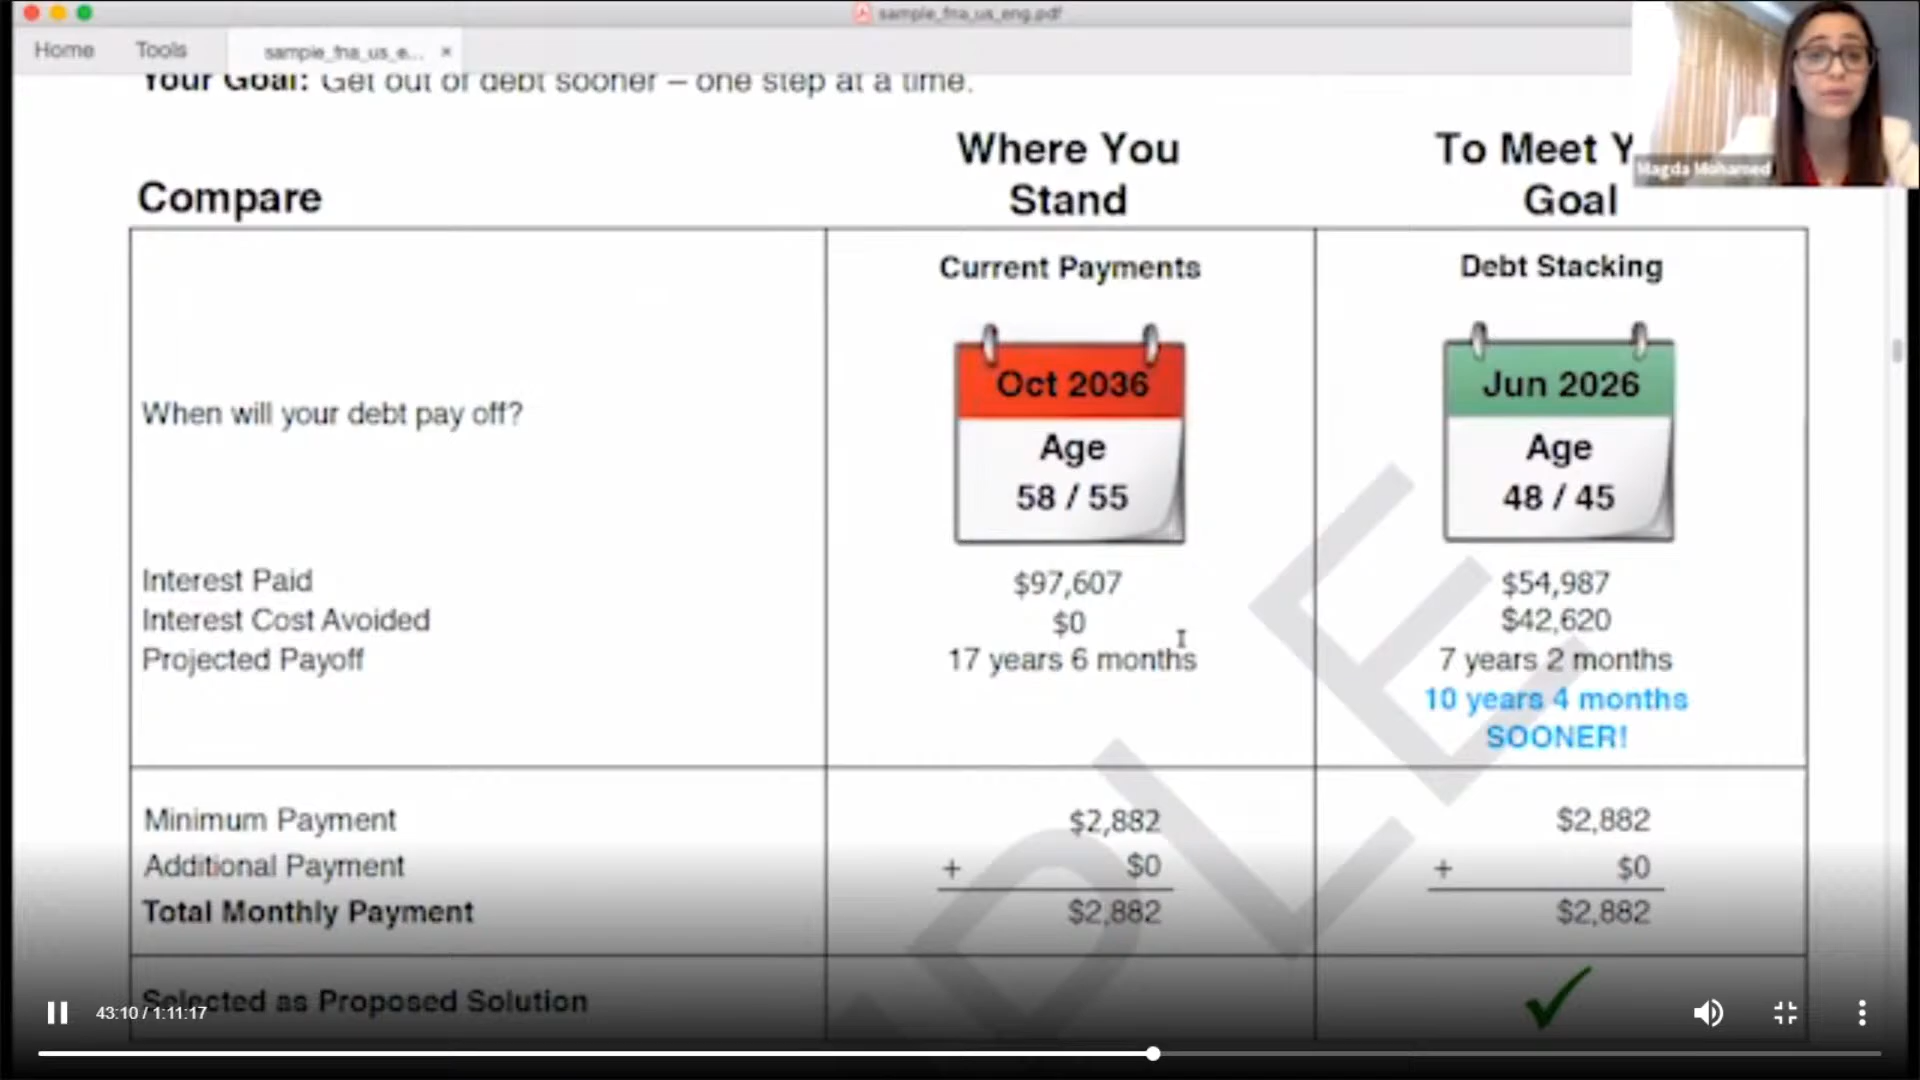 sample_fna_us_eng.pdf
Home Tools sample_fna_us_e... ×
Your Goal: Get out of debt sooner – one step at a time.
Compare
Where You
Stand
To Meet Y
Goal
Current Payments
Debt Stacking
When will your debt pay off?
Oct 2036
Age
58 / 55
Jun 2026
Age
48 / 45
Interest Paid $97,607 $54,987
Interest Cost Avoided $0 $42,620
Projected Payoff 17 years 6 months 7 years 2 months
10 years 4 months
SOONER!
Minimum Payment $2,882 $2,882
Additional Payment + $0 + $0
Total Monthly Payment $2,882 $2,882
Selected as Proposed Solution
Magda Mohamed
43:10 / 1:11:17
PLE